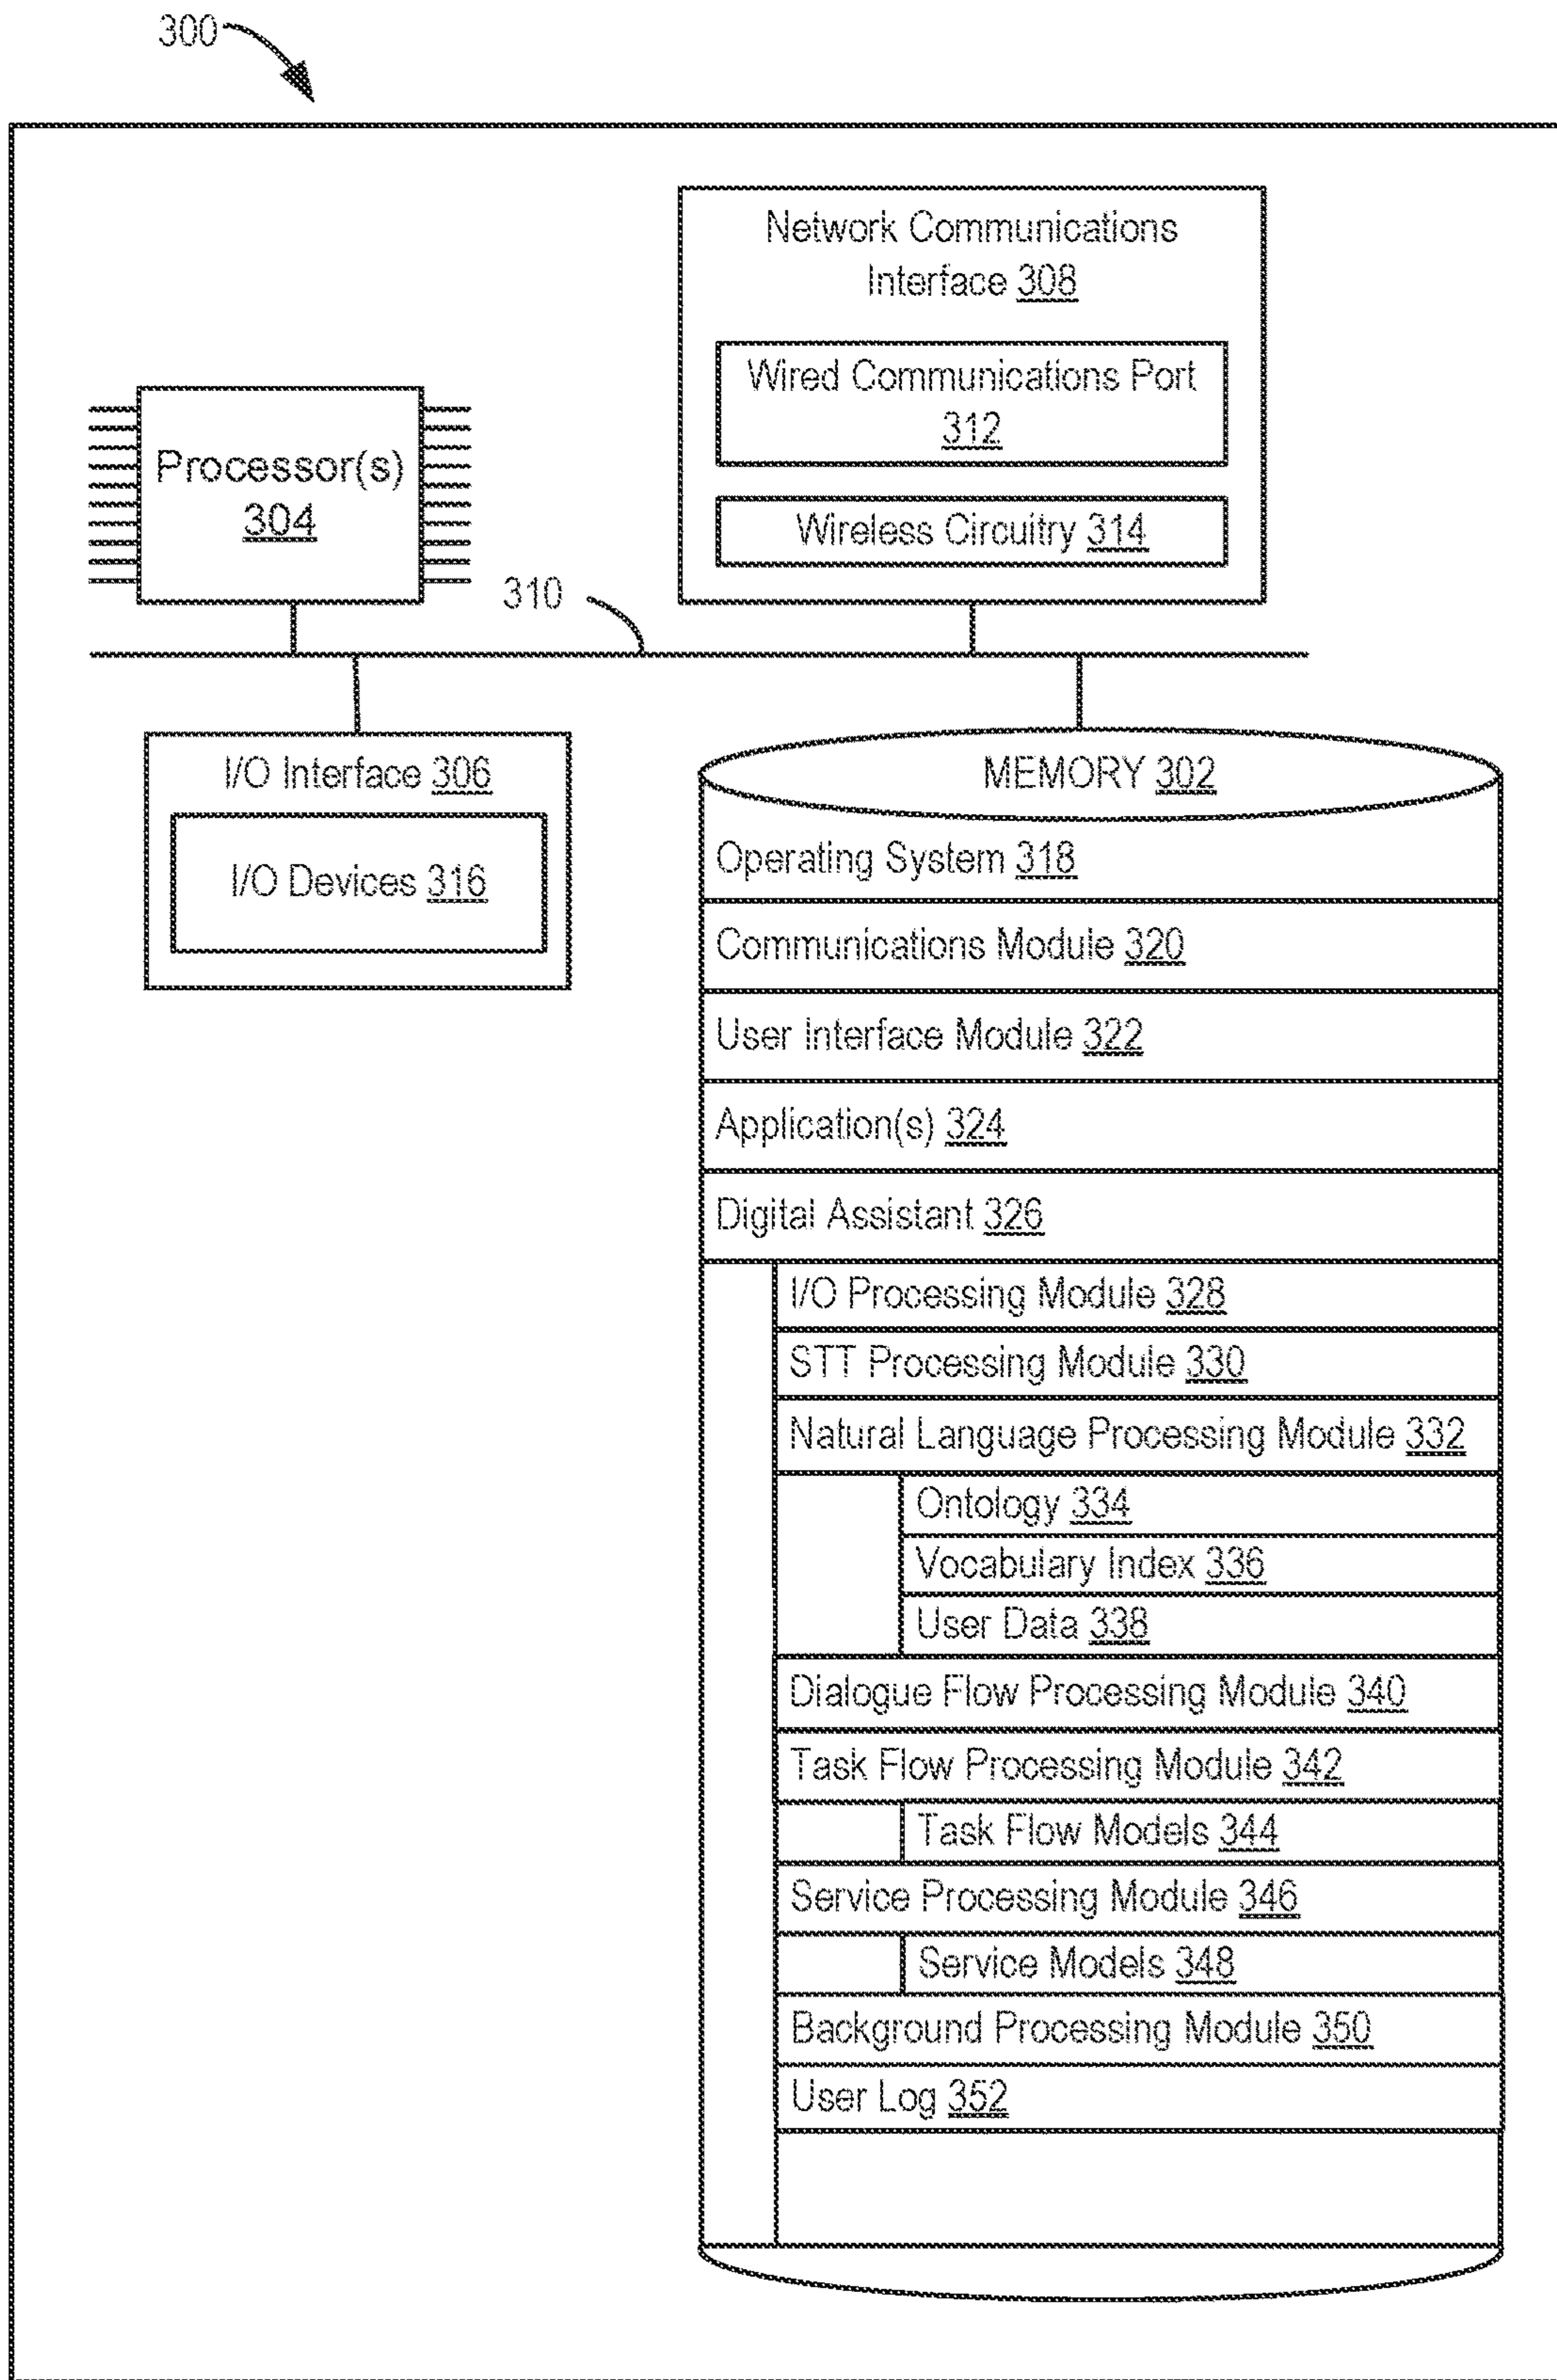 300
Network Communications
Interface 308
Wired Communications Port
312
Wireless Circuitry 314
Processor(s)
304
310
I/O Interface 306
I/O Devices 316
MEMORY 302
Operating System 318
Communications Module 320
User Interface Module 322
Application(s) 324
Digital Assistant 326
I/O Processing Module 328
STT Processing Module 330
Natural Language Processing Module 332
Ontology 334
Vocabulary Index 336
User Data 338
Dialogue Flow Processing Module 340
Task Flow Processing Module 342
Task Flow Models 344
Service Processing Module 346
Service Models 348
Background Processing Module 350
User Log 352